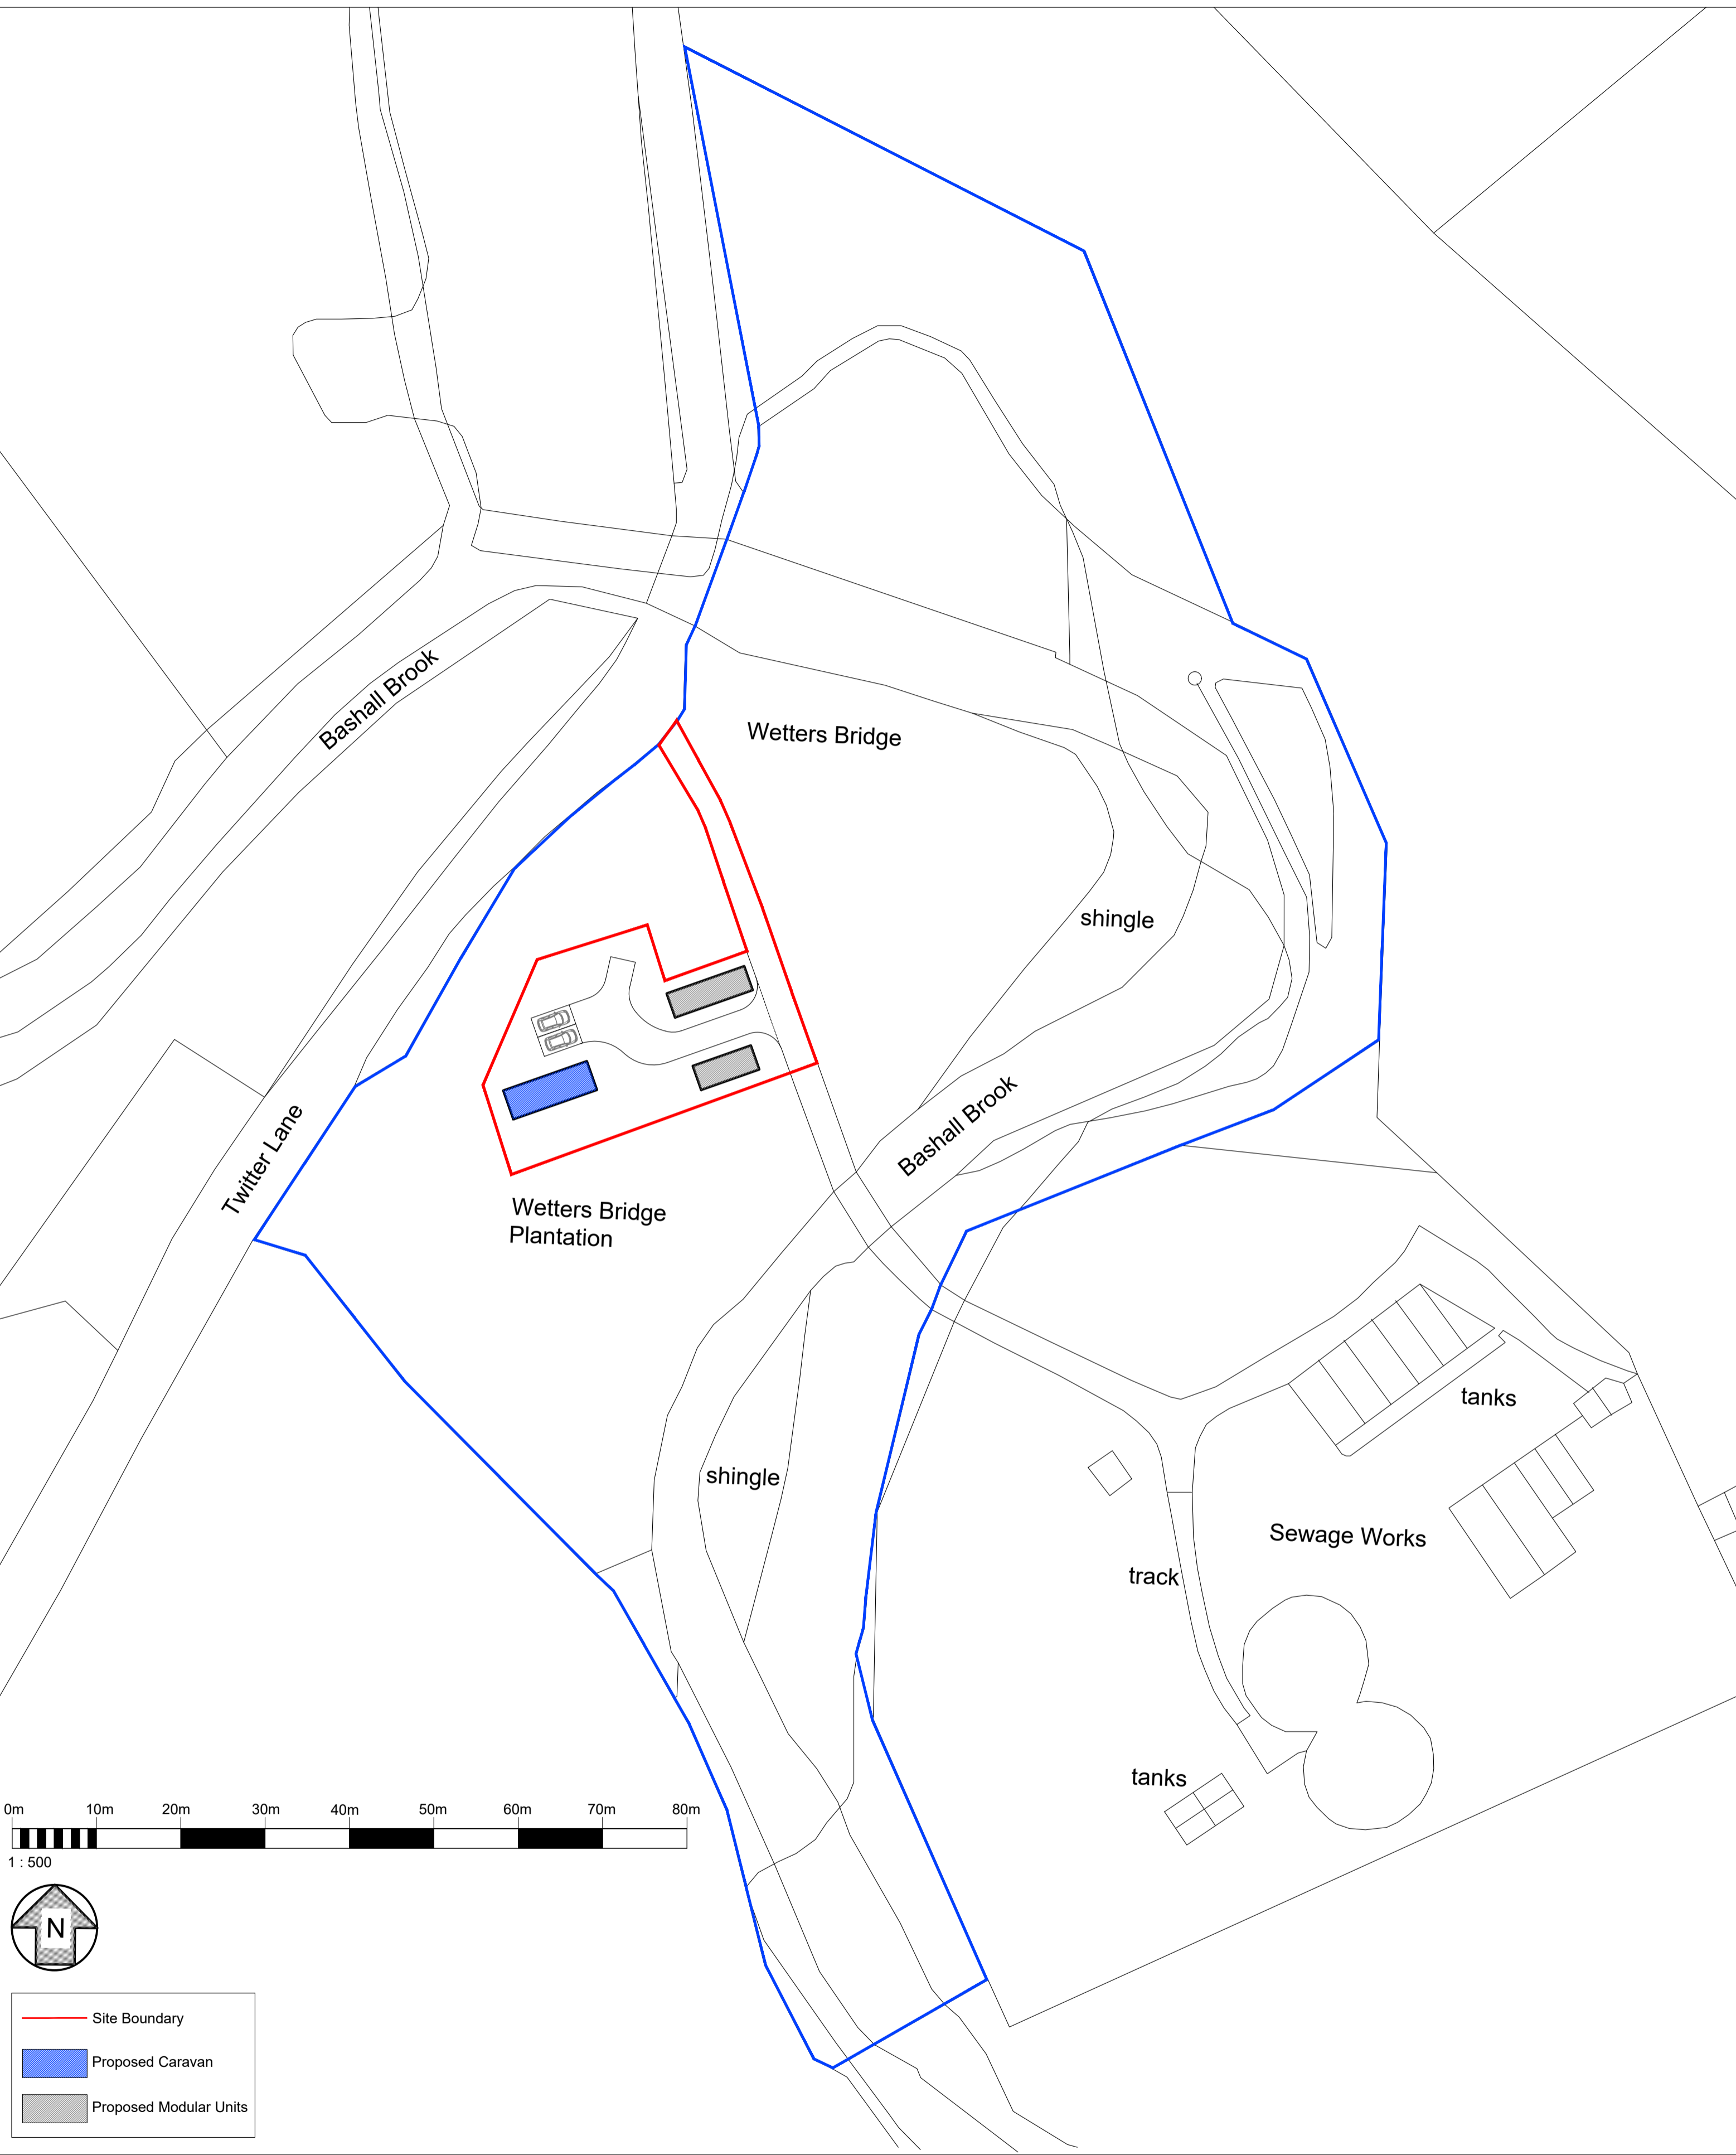 Bashall Brook
Wetters Bridge
shingle
Bashall Brook
Twitter Lane
Wetters Bridge
Plantation
tanks
shingle
Sewage Works
track
tanks
0m 10m 20m 30m 40m 50m 60m 70m 80m
1 : 500
N
Site Boundary
Proposed Caravan
Proposed Modular Units